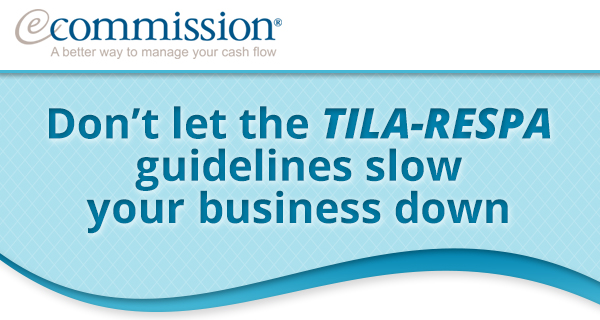 ecommission®
A better way to manage your cash flow
Don’t let the TILA-RESPA
guidelines slow
your business down